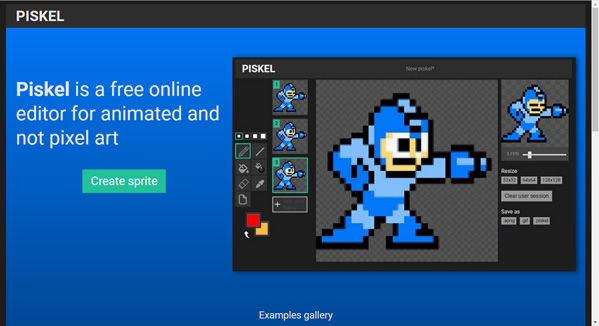 PISKEL
Piskel is a free online
editor for animated and
not pixel art
Create sprite
PISKEL
New piskel*
1
2
3
+
Resize
32x32 64x64 128x128
Clear user session
Save as
.png .gif .piskel
Examples gallery